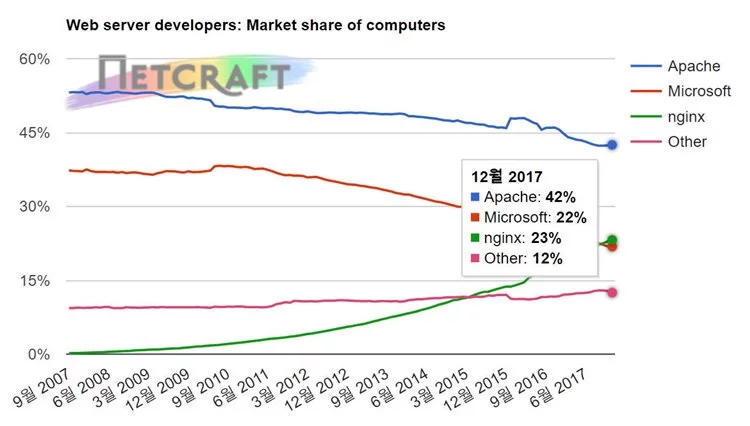 Web server developers: Market share of computers
NETCRAFT
60%
45%
30%
15%
0%
Apache
Microsoft
nginx
Other
12월 2017
Apache: 42%
Microsoft: 22%
nginx: 23%
Other: 12%
9월 2007
6월 2008
3월 2009
12월 2009
9월 2010
6월 2011
3월 2012
12월 2012
9월 2013
6월 2014
3월 2015
12월 2015
9월 2016
6월 2017